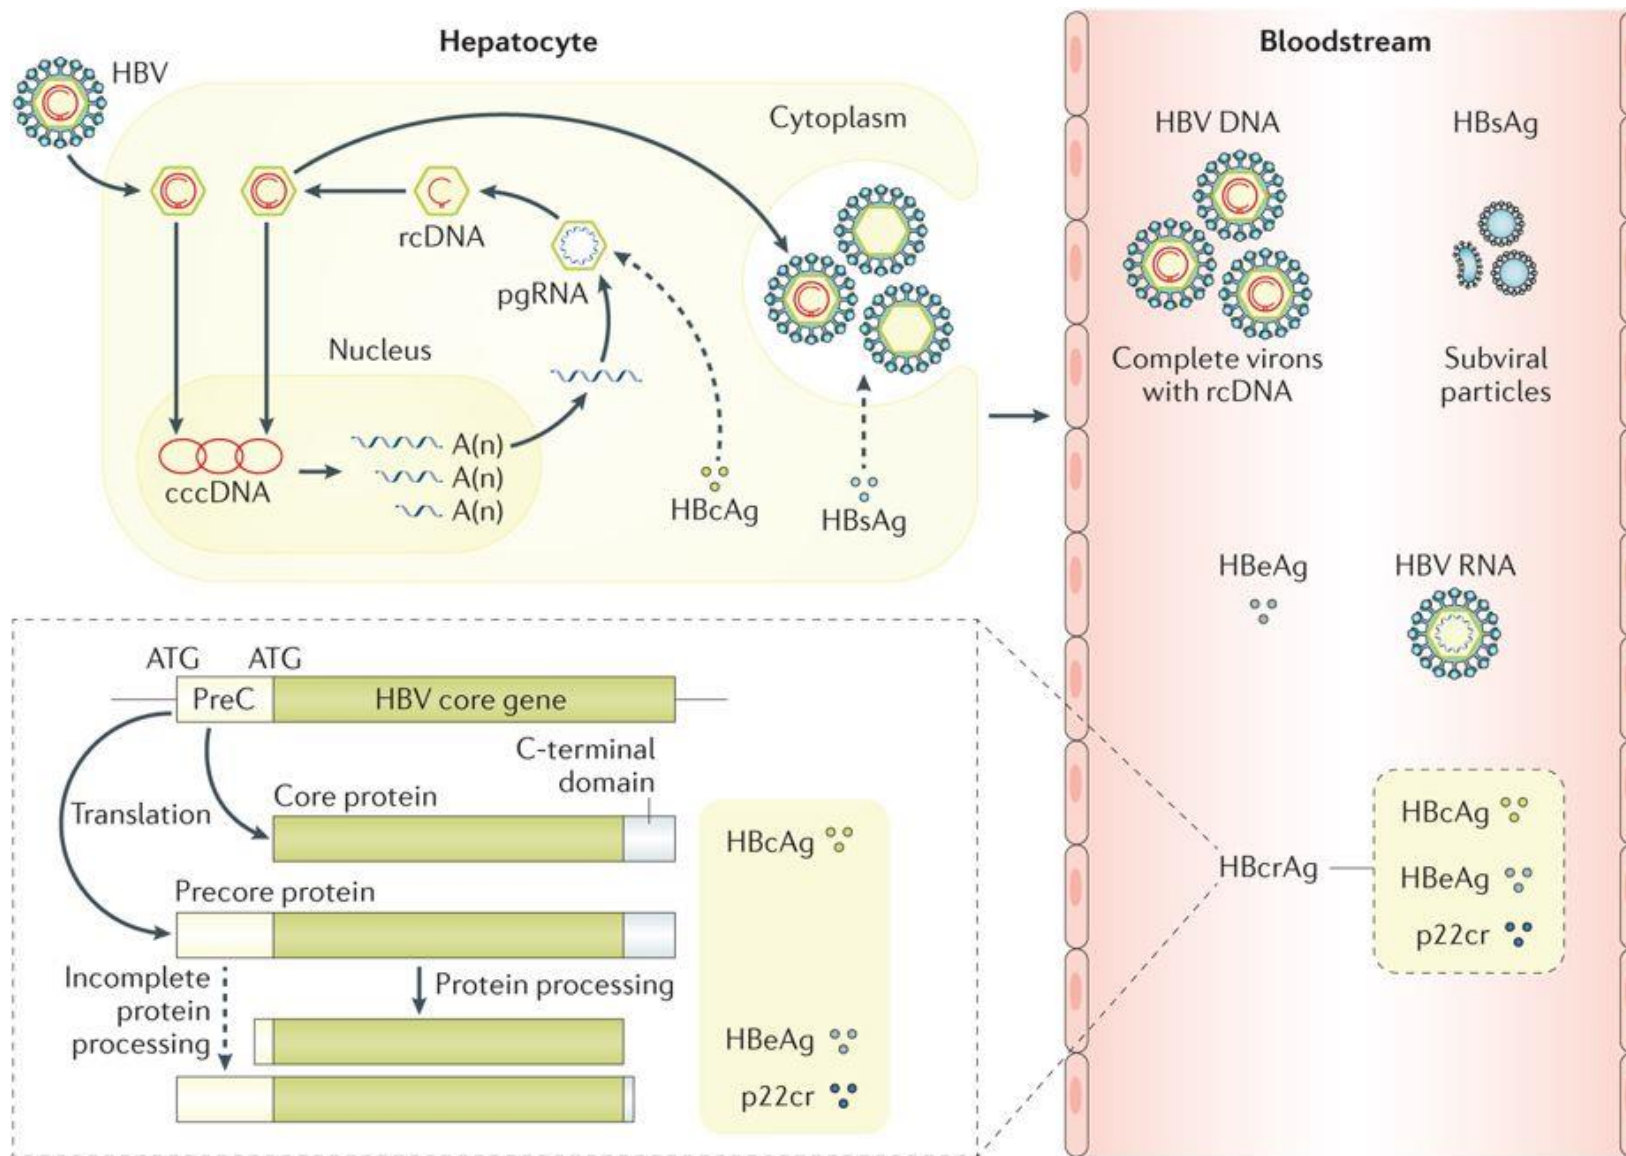 Hepatocyte
HBV
Cytoplasm
rcDNA
pgRNA
Nucleus
A(n)
A(n)
A(n)
cccDNA
HBcAg
HBsAg
Bloodstream
HBV DNA
HBsAg
Complete virons
with rcDNA
Subviral
particles
HBeAg
HBV RNA
HBcrAg
HBcAg
HBeAg
p22cr
ATG
ATG
PreC
HBV core gene
C-terminal
domain
Translation
Core protein
HBcAg
Precore protein
Incomplete
protein
processing
Protein processing
HBeAg
p22cr